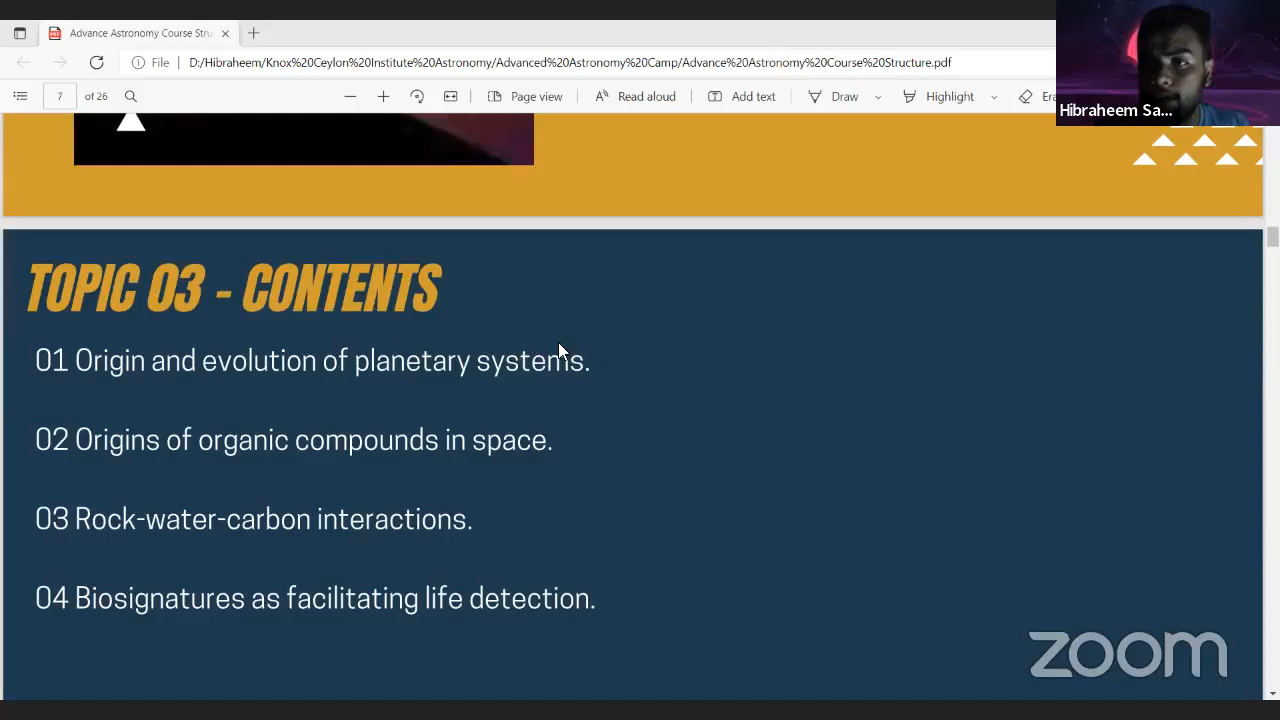 Advance Astronomy Course Stru
File
D:/Hibraheem/Knox%20Ceylon%20Institute%20Astronomy/Advanced%20Astronomy%20Camp/Advance%20Astronomy%20Course%20Structure.pdf
7 of 26
Page view
Read aloud
Add text
Draw
Highlight
Era
Hibraheem Sa...
TOPIC 03 - CONTENTS
01 Origin and evolution of planetary systems.
02 Origins of organic compounds in space.
03 Rock-water-carbon interactions.
04 Biosignatures as facilitating life detection.
zoom